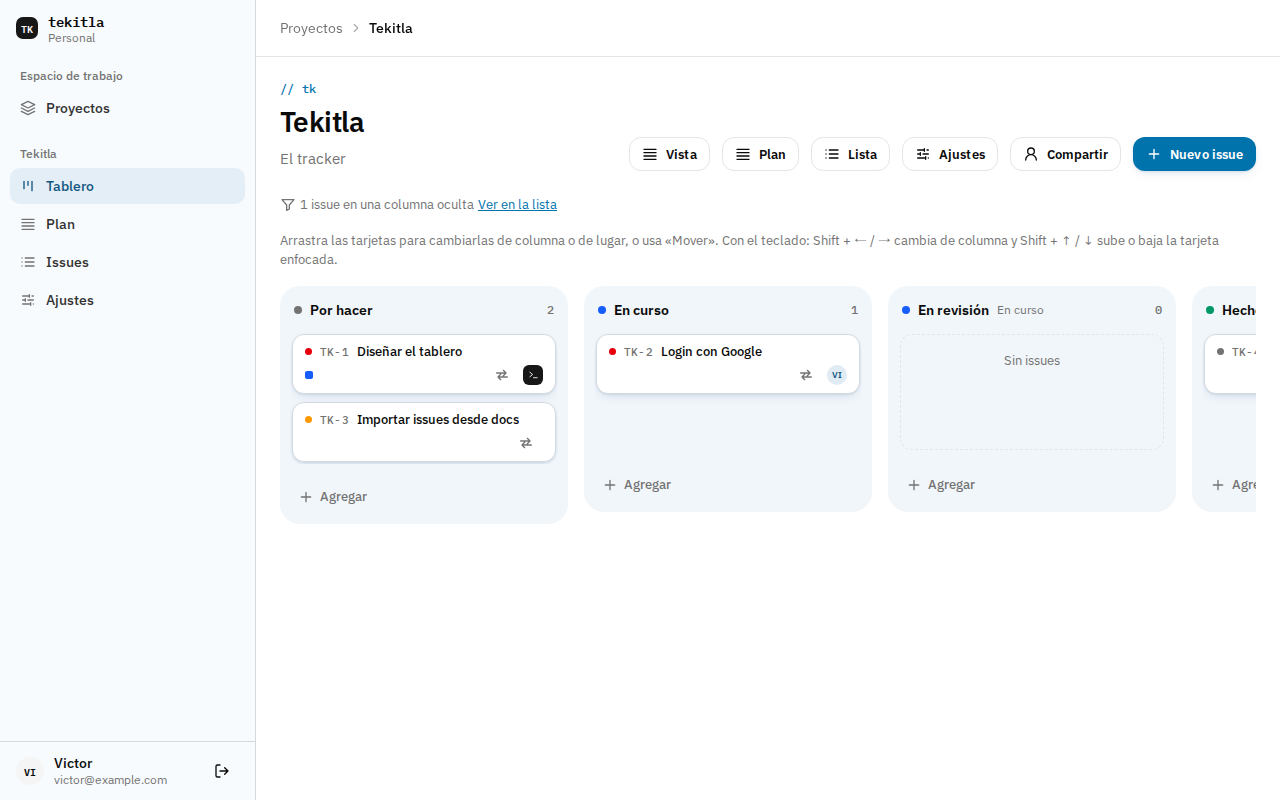 TK
tekitla
Personal
Espacio de trabajo
Proyectos
Tekitla
Tablero
Plan
Issues
Ajustes
VI
Victor
victor@example.com
Proyectos > Tekitla
// tk
Tekitla
El tracker
Vista
Plan
Lista
Ajustes
Compartir
+ Nuevo issue
1 issue en una columna oculta Ver en la lista
Arrastra las tarjetas para cambiarlas de columna o de lugar, o usa «Mover». Con el teclado: Shift + ← / → cambia de columna y Shift + ↑ / ↓ sube o baja la tarjeta
enfocada.
Por hacer 2
TK-1 Diseñar el tablero
TK-3 Importar issues desde docs
+ Agregar
En curso 1
TK-2 Login con Google
VI
+ Agregar
En revisión En curso 0
Sin issues
+ Agregar